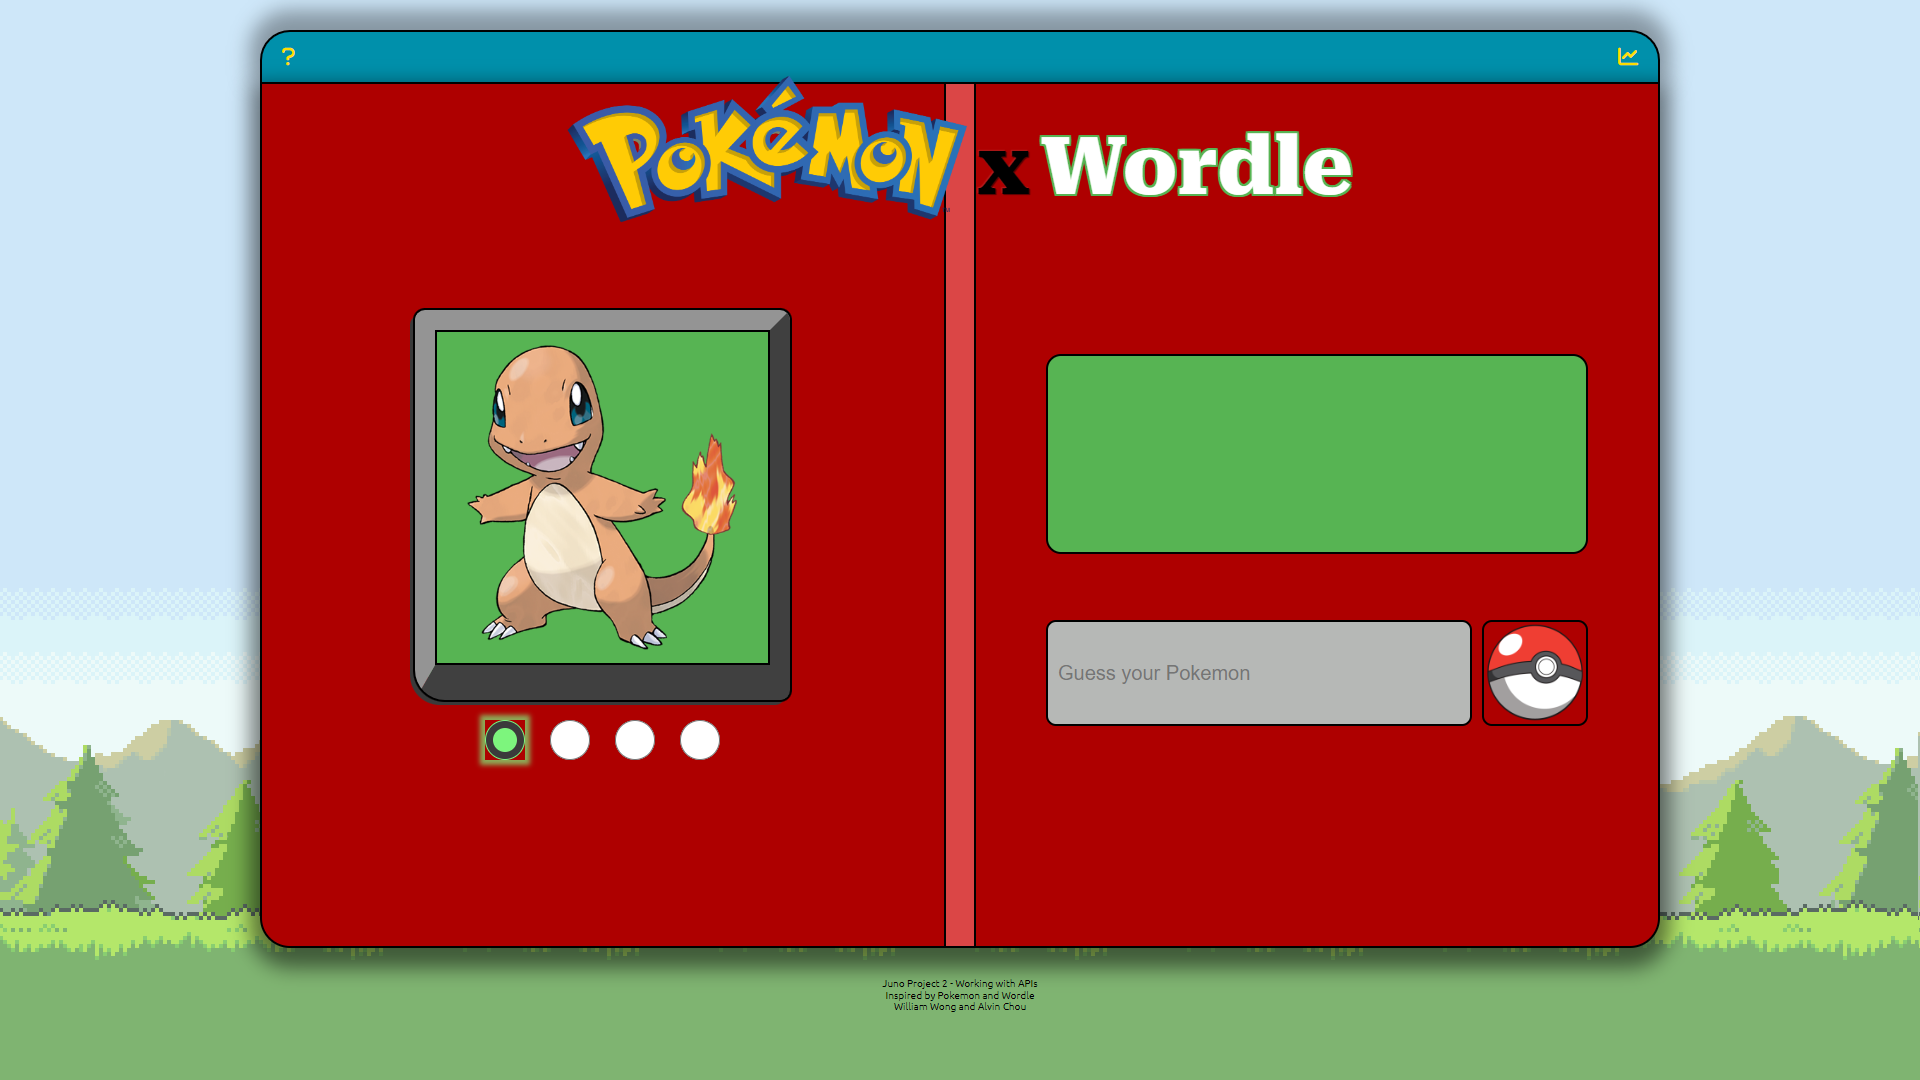 ?
Pokémon x Wordle
Guess your Pokemon
Juno Project 2 - Working with APIs
Inspired by Pokemon and Wordle
William Wong and Alvin Chou